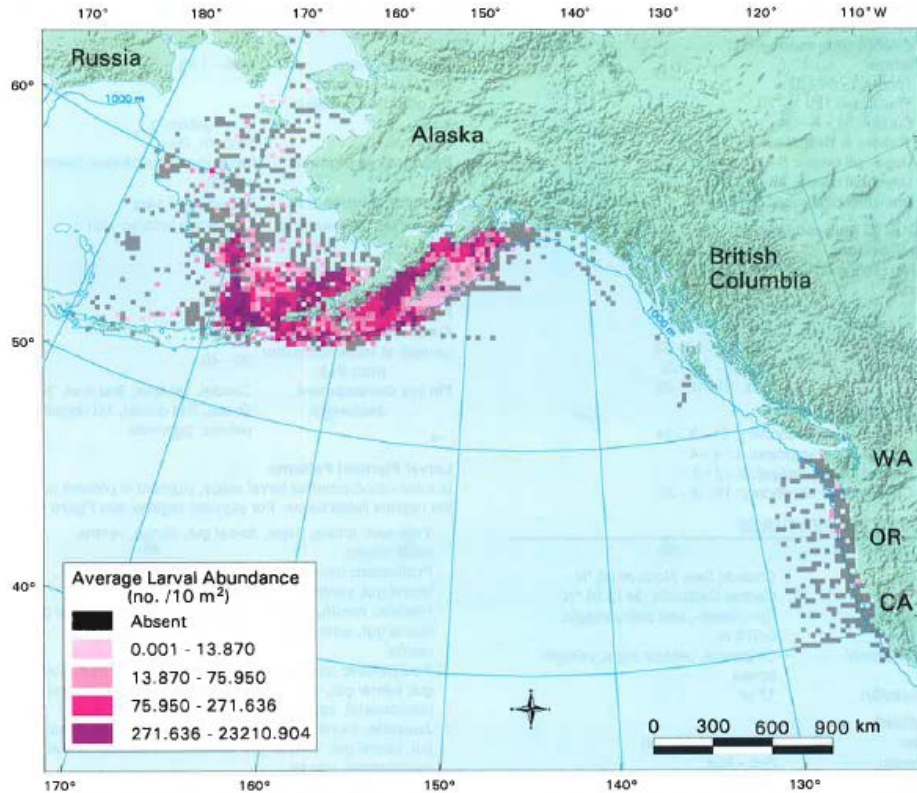 170° 180° 170° 160° 150° 140° 130° 120° 110° W
Russia
60°
1000 m
Alaska
British
Columbia
50°
1000 m
WA
OR
40°
CA
Average Larval Abundance
(no. /10 m²)
Absent
0.001 - 13.870
13.870 - 75.950
75.950 - 271.636
271.636 - 23210.904
0 300 600 900 km
170° 160° 150° 140° 130°